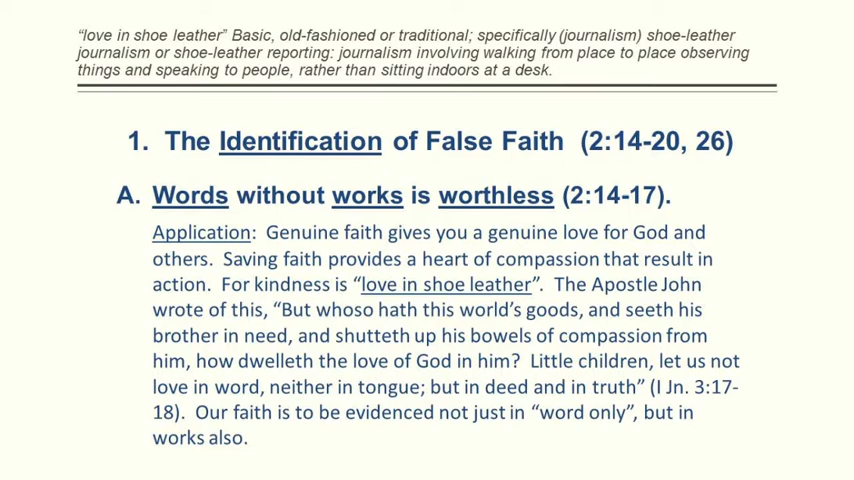 “love in shoe leather” Basic, old-fashioned or traditional; specifically (journalism) shoe-leather
journalism or shoe-leather reporting: journalism involving walking from place to place observing
things and speaking to people, rather than sitting indoors at a desk.
1. The Identification of False Faith (2:14-20, 26)
A. Words without works is worthless (2:14-17).
Application: Genuine faith gives you a genuine love for God and
others. Saving faith provides a heart of compassion that result in
action. For kindness is “love in shoe leather”. The Apostle John
wrote of this, “But whoso hath this world’s goods, and seeth his
brother in need, and shutteth up his bowels of compassion from
him, how dwelleth the love of God in him? Little children, let us not
love in word, neither in tongue; but in deed and in truth” (I Jn. 3:17-
18). Our faith is to be evidenced not just in “word only”, but in
works also.